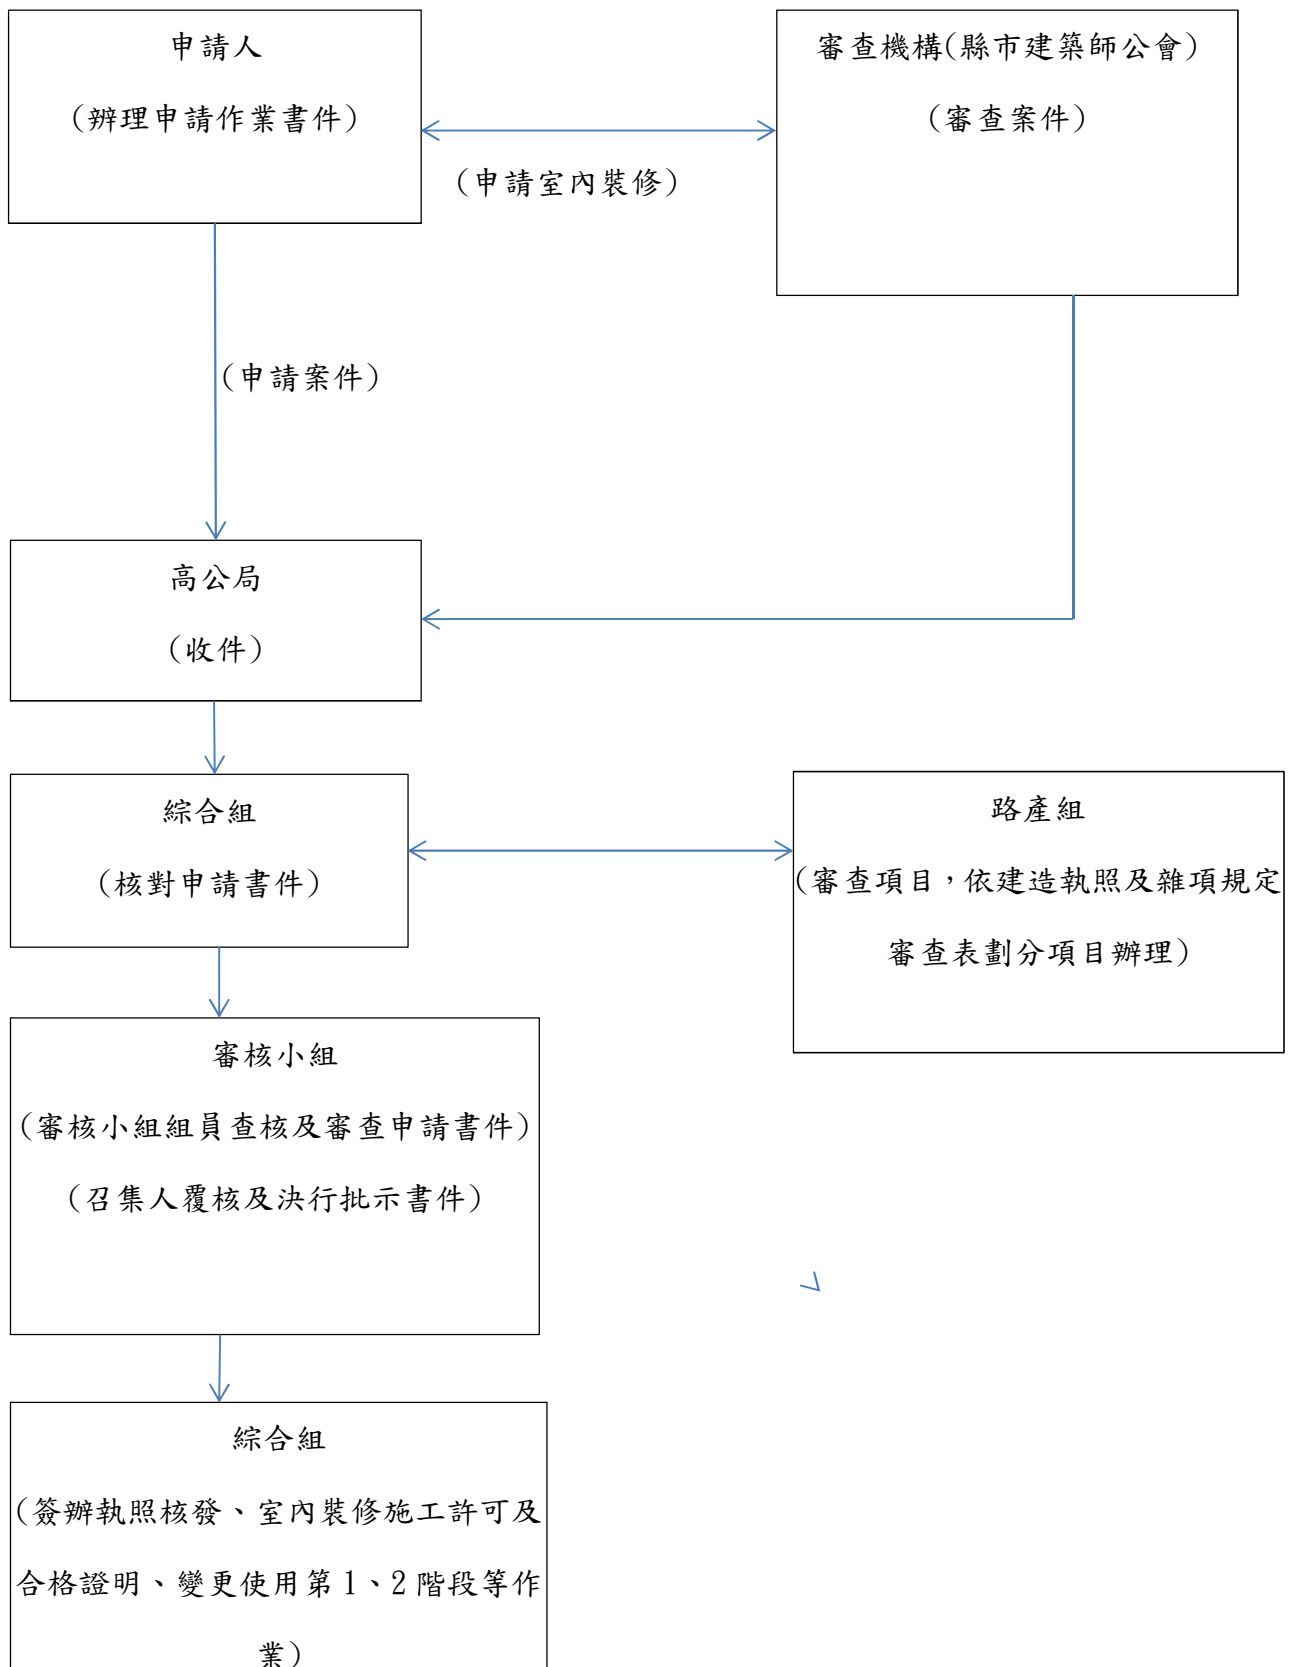 申請人
(辦理申請作業書件)
審查機構(縣市建築師公會)
(審查案件)
(申請室內裝修)
(申請案件)
高公局
(收件)
綜合組
(核對申請書件)
路產組
(審查項目，依建造執照及雜項規定
審查表劃分項目辦理)
審核小組
(審核小組組員查核及審查申請書件)
(召集人覆核及決行批示書件)
綜合組
(簽辦執照核發、室內裝修施工許可及
合格證明、變更使用第1、2階段等作
業)